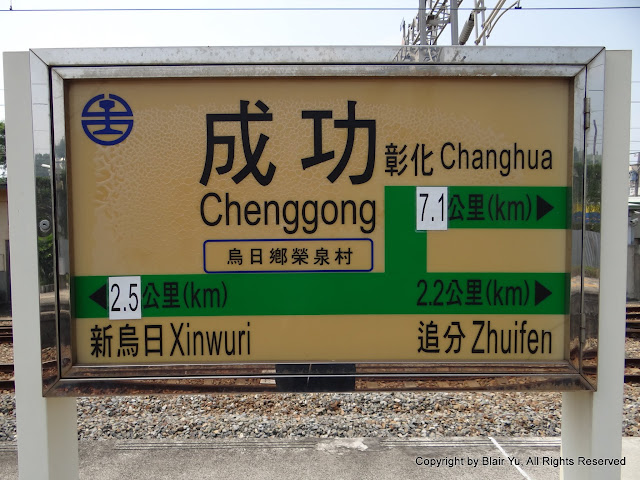 成功
Chenggong
彰化 Changhua
7.1公里(km)
烏日鄉榮泉村
2.5公里(km)
2.2公里(km)
新烏日 Xinwuri
追分 Zhuifen
Copyright by Blair Yu, All Rights Reserved